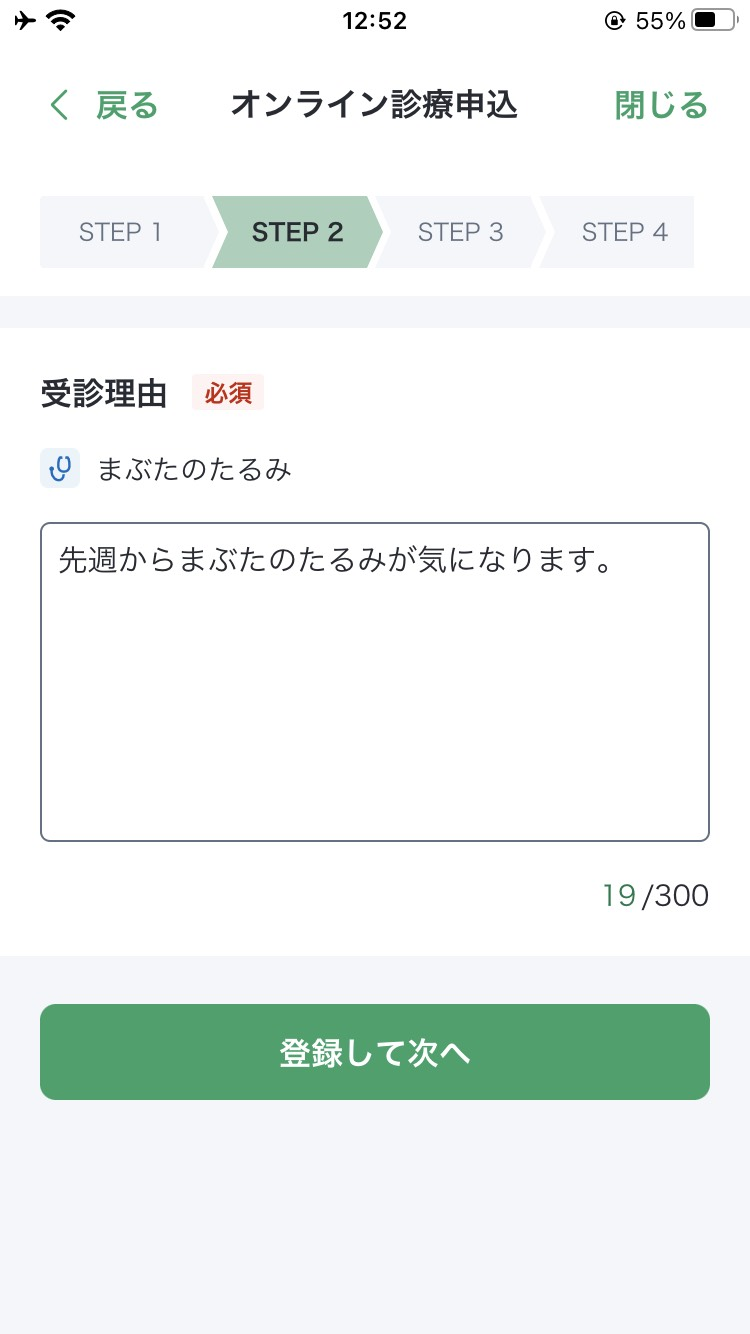 12:52
55%
戻る
オンライン診療申込
閉じる
STEP 1
STEP 2
STEP 3
STEP 4
受診理由 必須
まぶたのたるみ
先週からまぶたのたるみが気になります。
19/300
登録して次へ